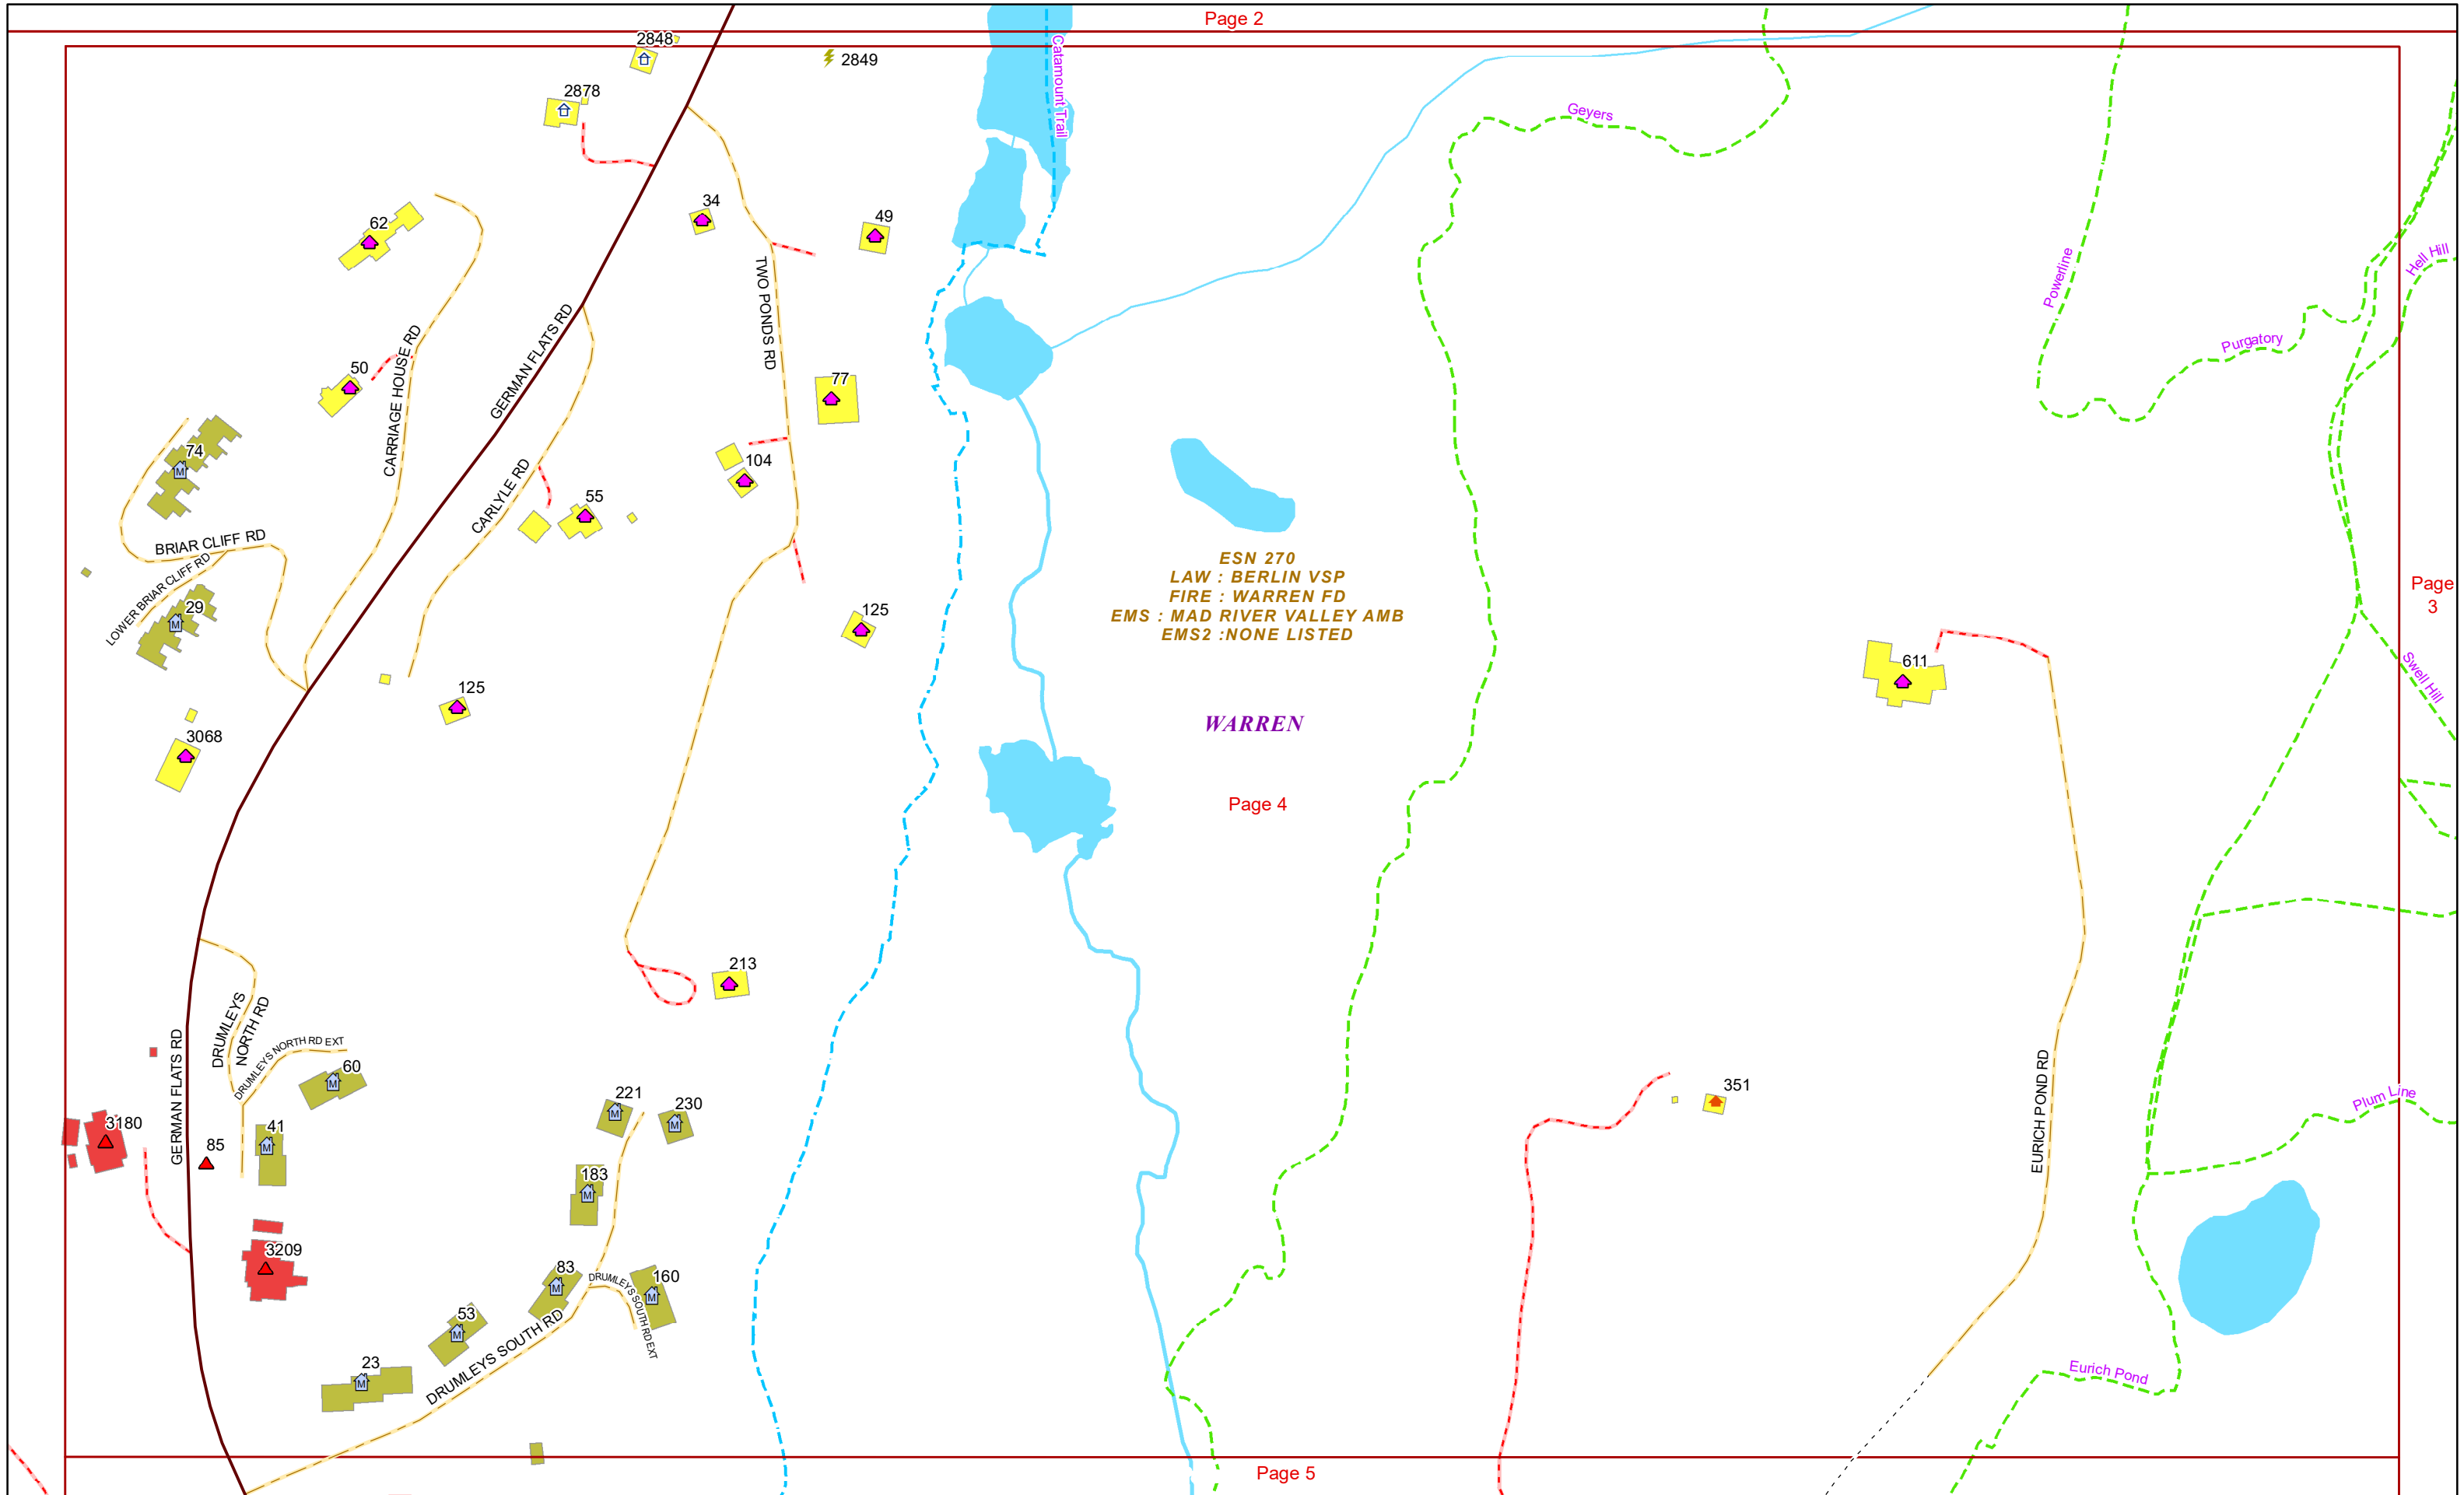 Page 2
2848
2849
Catamount Trail
2878
Geyers
34
49
62
Hell Hill
Powerline
TWO PONDS RD
GERMAN FLATS RD
CARRIAGE HOUSE RD
Purgatory
50
77
74
104
CARLYLE RD
55
BRIAR CLIFF RD
LOWER BRIAR CLIFF RD
ESN 270
LAW : BERLIN VSP
FIRE : WARREN FD
EMS : MAD RIVER VALLEY AMB
EMS2 :NONE LISTED
Page
3
29
125
611
Swell Hill
125
WARREN
3068
Page 4
213
DRUMLEYS
NORTH RD
DRUMLEYS NORTH RD EXT
GERMAN FLATS RD
60
EURICH POND RD
351
Plum Line
221
230
3180
41
85
183
3209
83
DRUMLEYS SOUTH RD EXT
160
53
DRUMLEYS SOUTH RD
23
Eurich Pond
Page 5
M
M
M
M
M
M
M
M
M
M
M